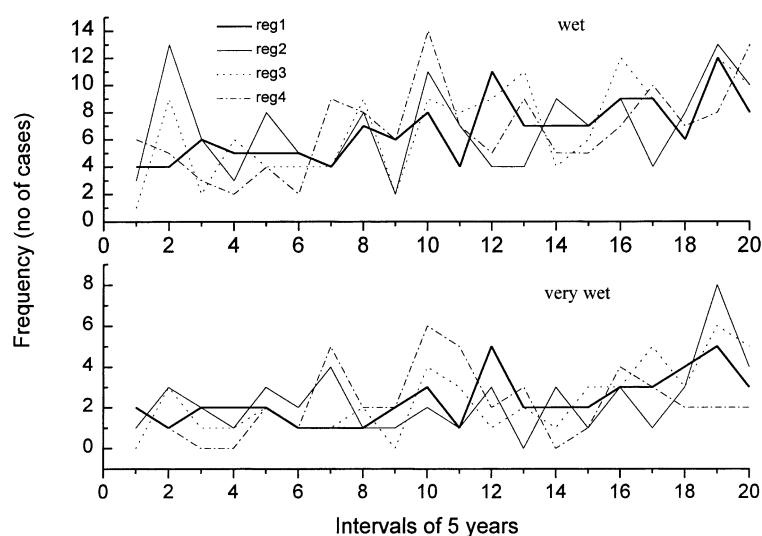 14
12
10
8
6
4
2
0
reg1
reg2
reg3
reg4
wet
0 2 4 6 8 10 12 14 16 18 20
Frequency (no of cases)
8
6
4
2
0
very wet
0 2 4 6 8 10 12 14 16 18 20
Intervals of 5 years